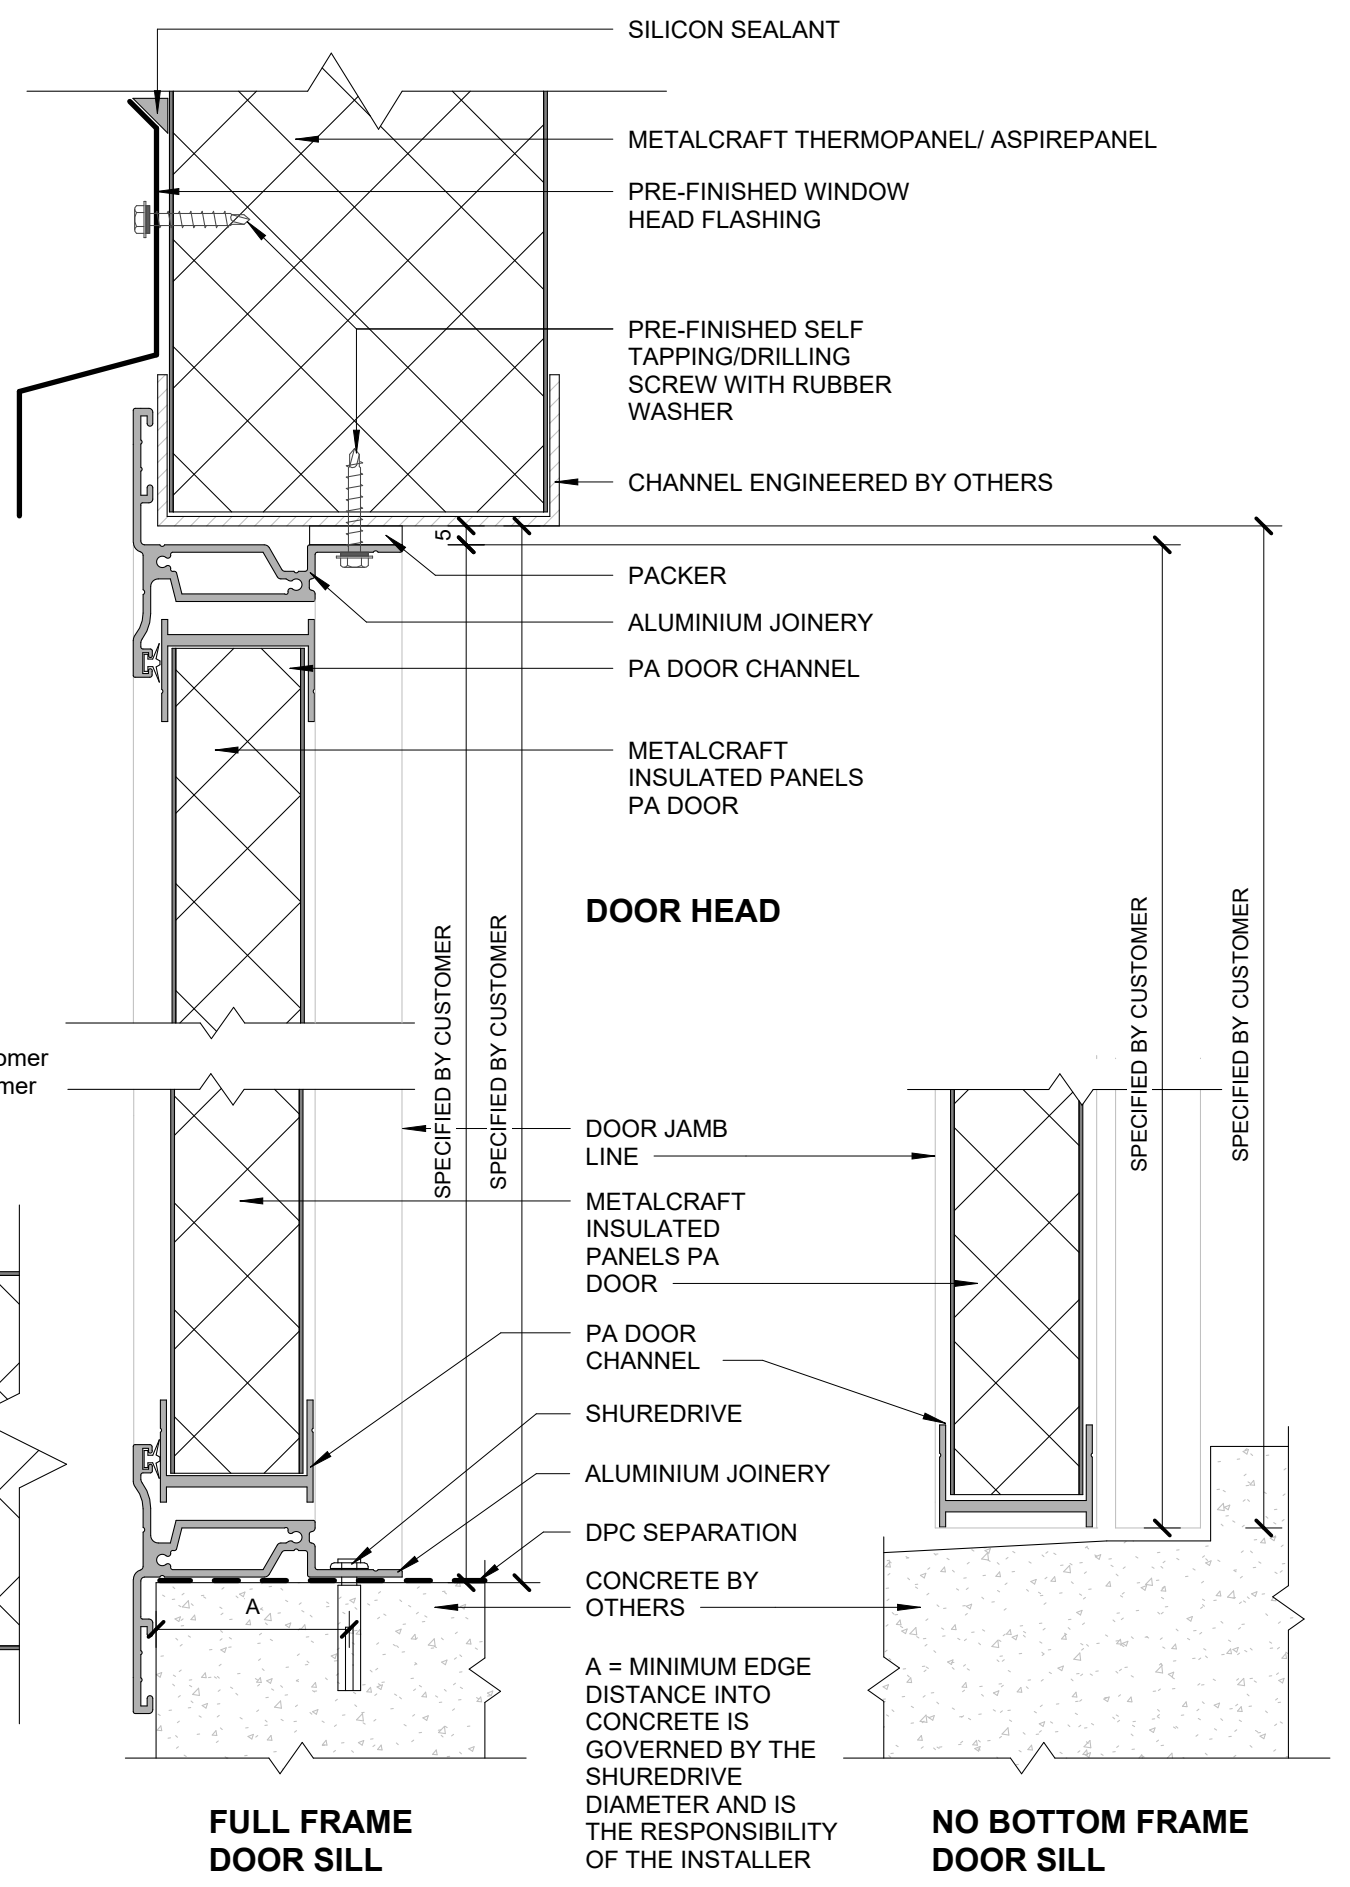 SILICON SEALANT
METALCRAFT THERMOPANEL/ ASPIREPANEL
PRE-FINISHED WINDOW
HEAD FLASHING
PRE-FINISHED SELF
TAPPING/DRILLING
SCREW WITH RUBBER
WASHER
CHANNEL ENGINEERED BY OTHERS
5
PACKER
ALUMINIUM JOINERY
PA DOOR CHANNEL
METALCRAFT
INSULATED PANELS
PA DOOR
DOOR HEAD
SPECIFIED BY CUSTOMER
SPECIFIED BY CUSTOMER
SPECIFIED BY CUSTOMER
SPECIFIED BY CUSTOMER
omer
mer
DOOR JAMB
LINE
METALCRAFT
INSULATED
PANELS PA
DOOR
PA DOOR
CHANNEL
SHUREDRIVE
ALUMINIUM JOINERY
DPC SEPARATION
CONCRETE BY
OTHERS
A
A = MINIMUM EDGE
DISTANCE INTO
CONCRETE IS
GOVERNED BY THE
SHUREDRIVE
DIAMETER AND IS
THE RESPONSIBILITY
OF THE INSTALLER
FULL FRAME
DOOR SILL
NO BOTTOM FRAME
DOOR SILL